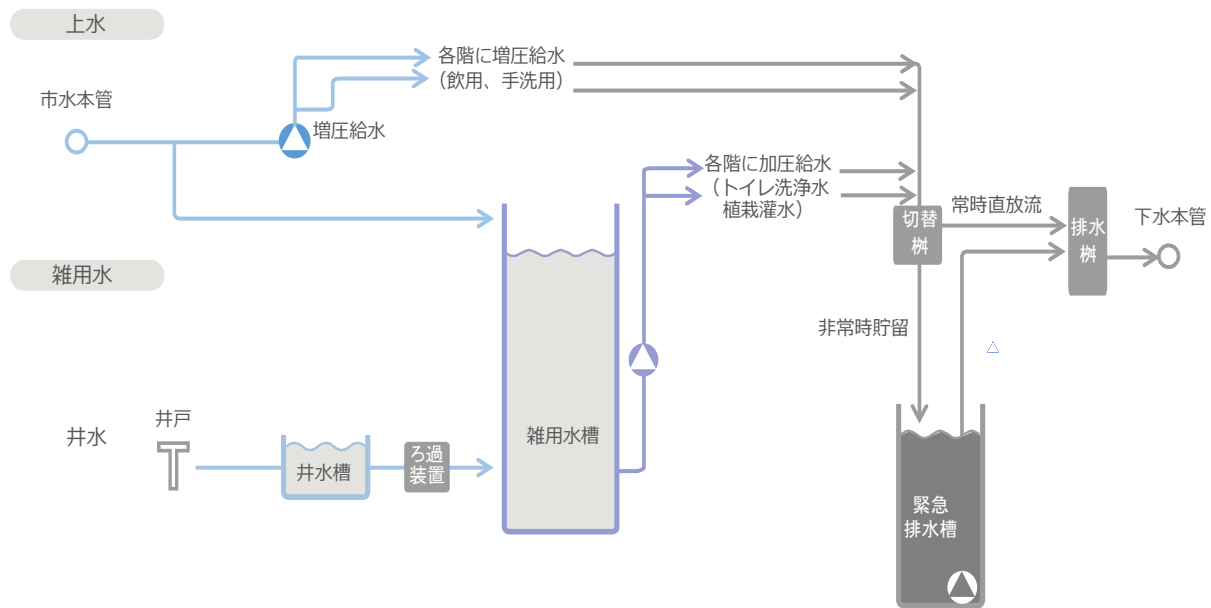 上水
市水本管
増圧給水
各階に増圧給水
（飲用、手洗用）
各階に加圧給水
（トイレ洗浄水
植栽灌水）
切替
桝
常時直放流
排水
桝
下水本管
雑用水
非常時貯留
井水
井戸
井水槽
ろ過
装置
雑用水槽
緊急
排水槽